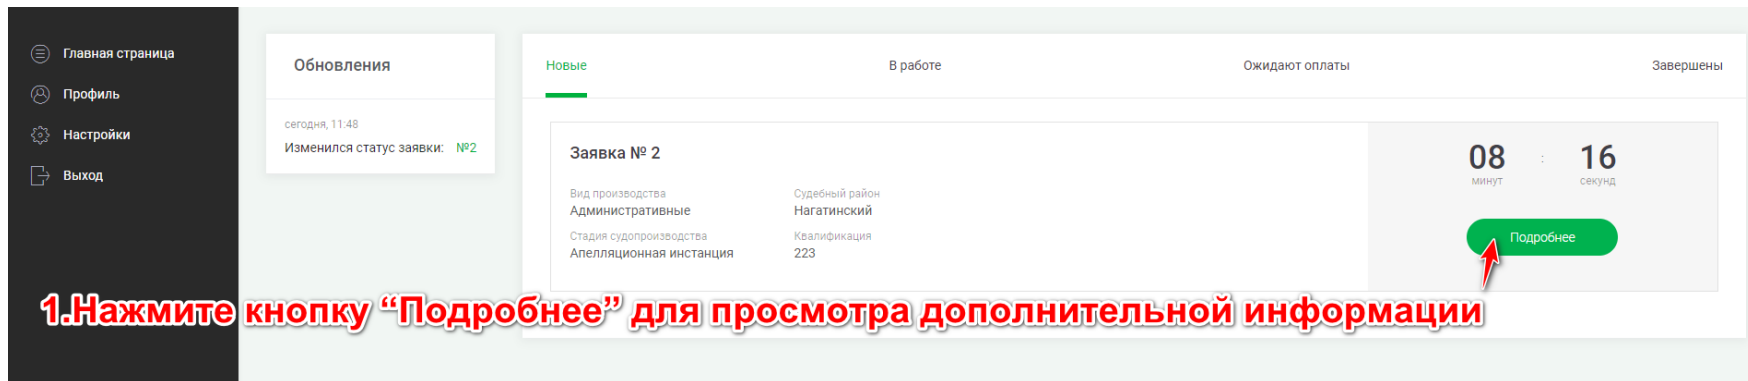 Главная страница
Профиль
Настройки
Выход
Обновления
сегодня, 11:48
Изменился статус заявки: №2
Новые
В работе
Ожидают оплаты
Завершены
Заявка № 2
Вид производства
Административные
Судебный район
Нагатинский
Стадия судопроизводства
Апелляционная инстанция
Квалификация
223
08 : 16
минут секунд
Подробнее
1.Нажмите кнопку “Подробнее” для просмотра дополнительной информации